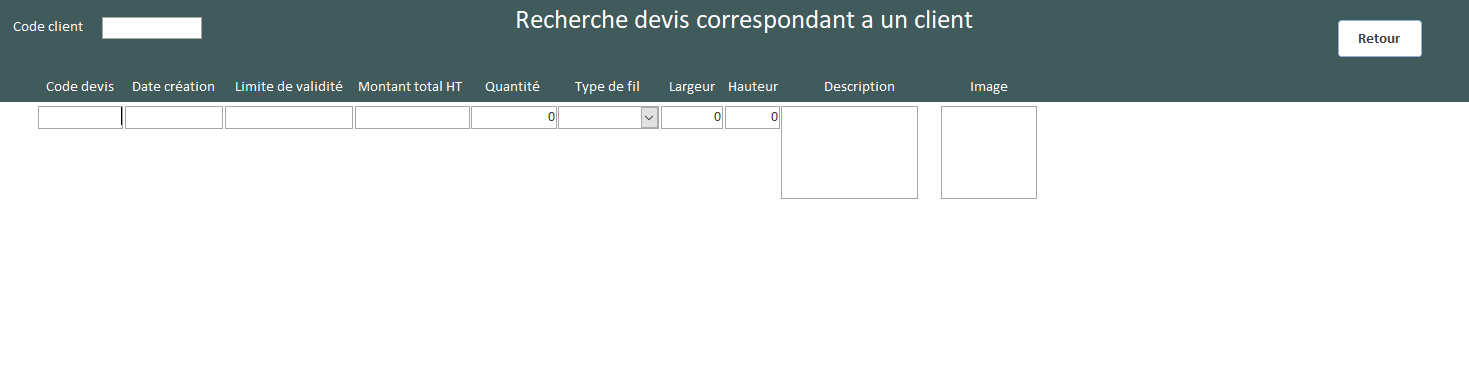 Recherche devis correspondant a un client
Code client
Retour
Code devis Date création Limite de validité Montant total HT Quantité Type de fil Largeur Hauteur Description Image
0 0 0